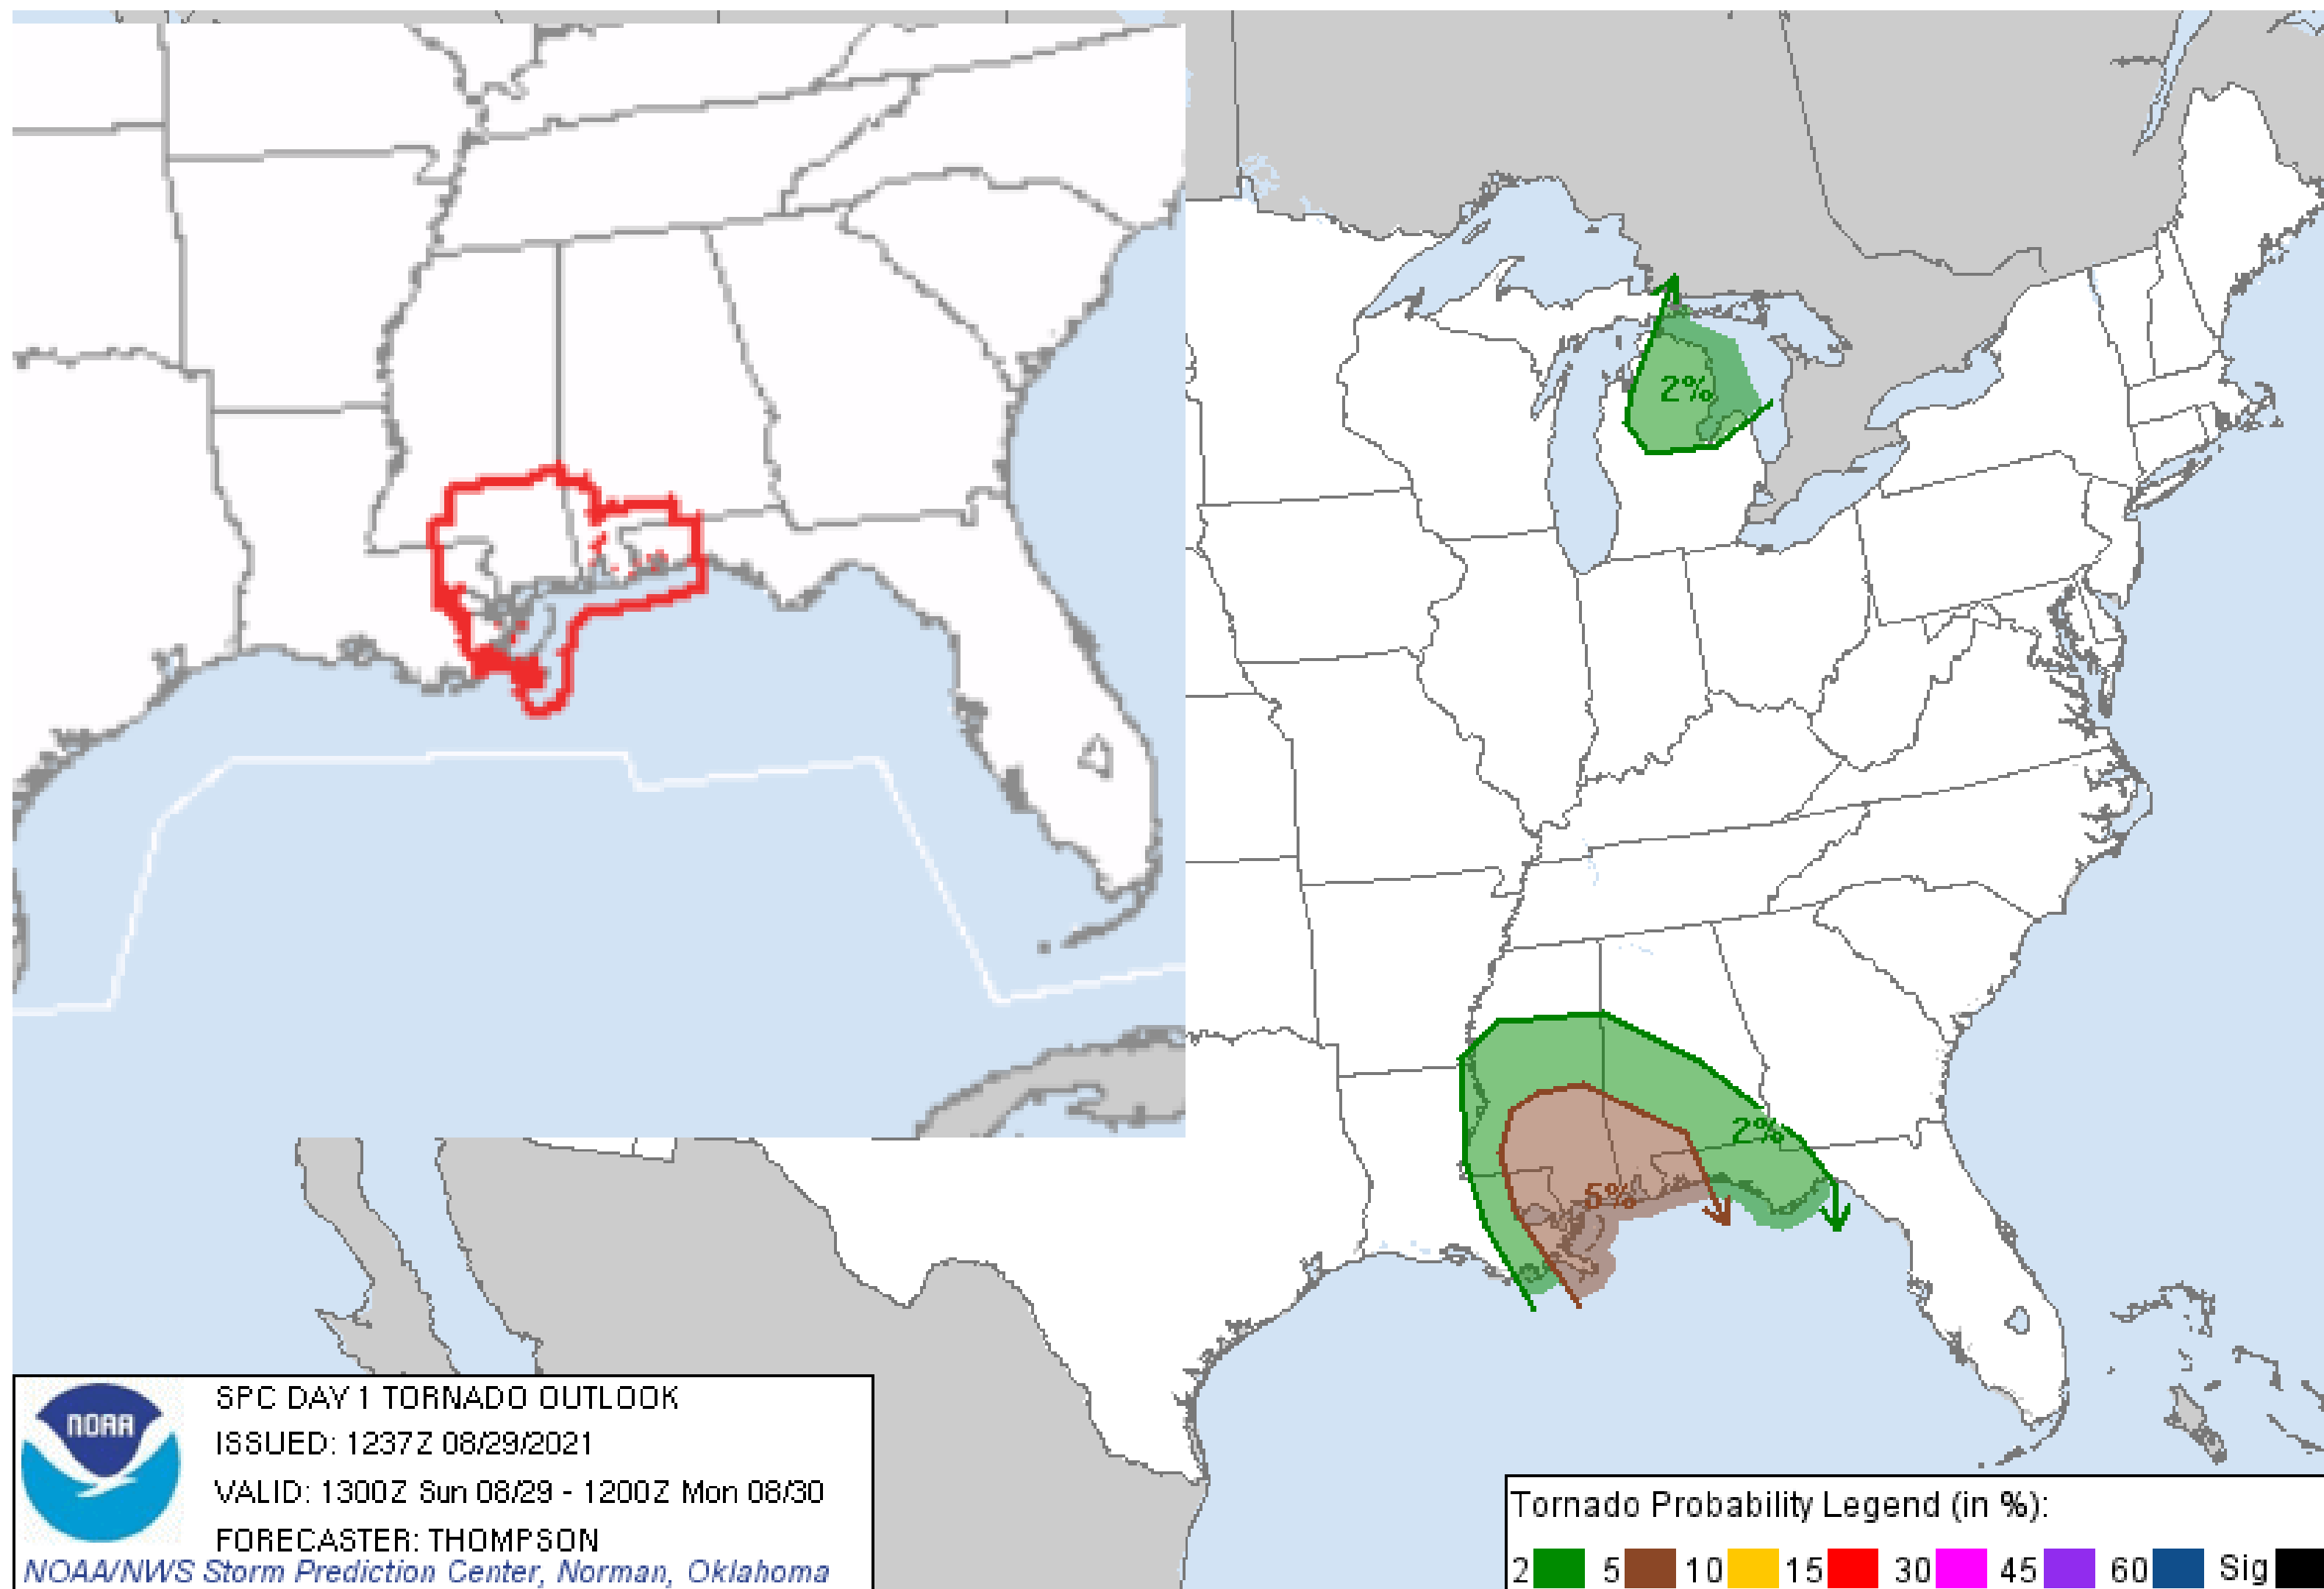 2%
2%
5%
NOAA
SPC DAY 1 TORNADO OUTLOOK
ISSUED: 1237Z 08/29/2021
VALID: 1300Z Sun 08/29 - 1200Z Mon 08/30
FORECASTER: THOMPSON
NOAA/NWS Storm Prediction Center, Norman, Oklahoma
Tornado Probability Legend (in %):
2 5 10 15 30 45 60 Sig